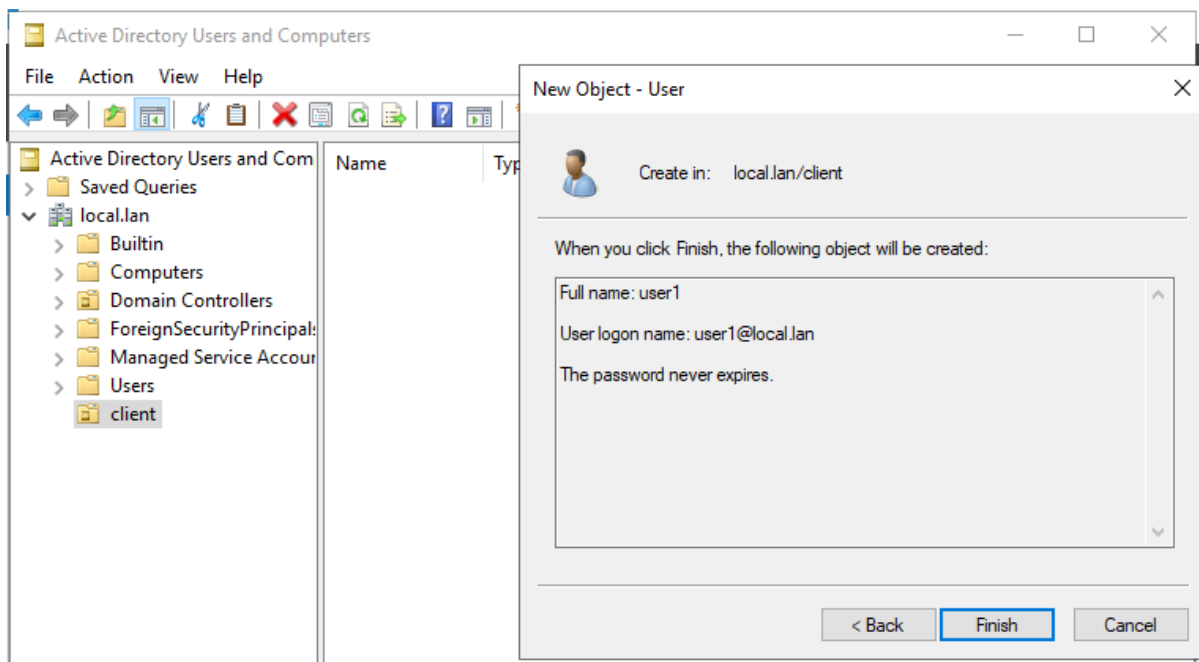 Active Directory Users and Computers
File Action View Help
Active Directory Users and Com
Saved Queries
local.lan
Builtin
Computers
Domain Controllers
ForeignSecurityPrincipals
Managed Service Accour
Users
client
Name Typ
New Object - User
Create in: local.lan/client
When you click Finish, the following object will be created:
Full name: user1
User logon name: user1@local.lan
The password never expires.
< Back Finish Cancel